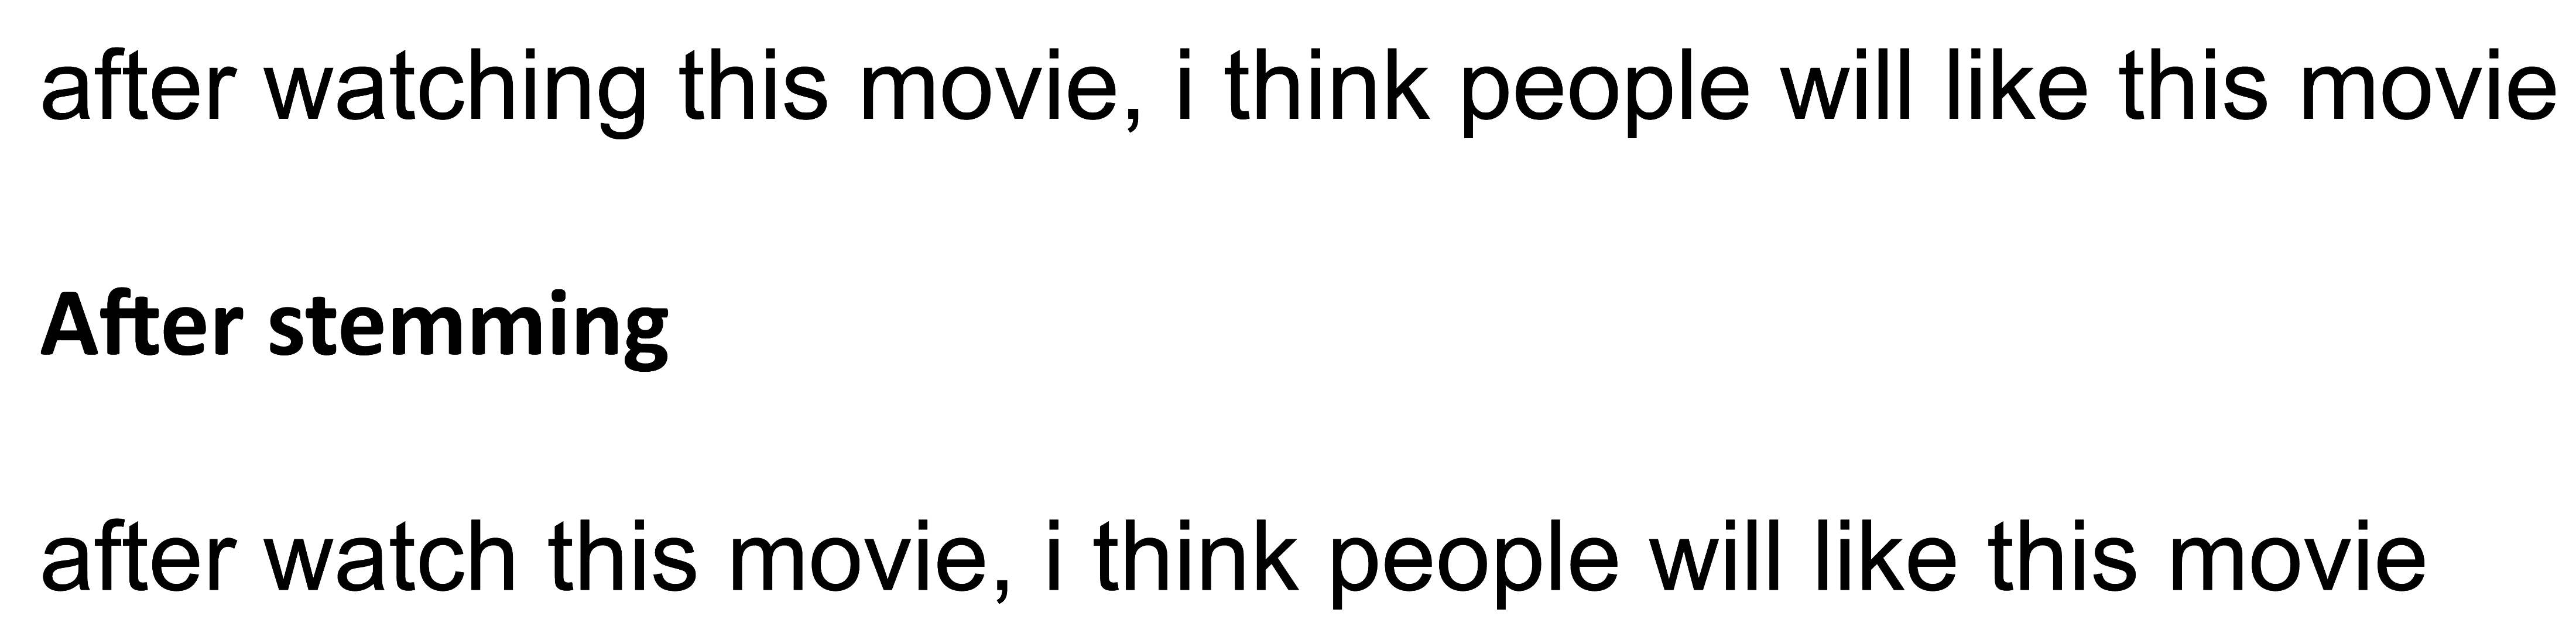 after watching this movie, i think people will like this movie
After stemming
after watch this movie, i think people will like this movie